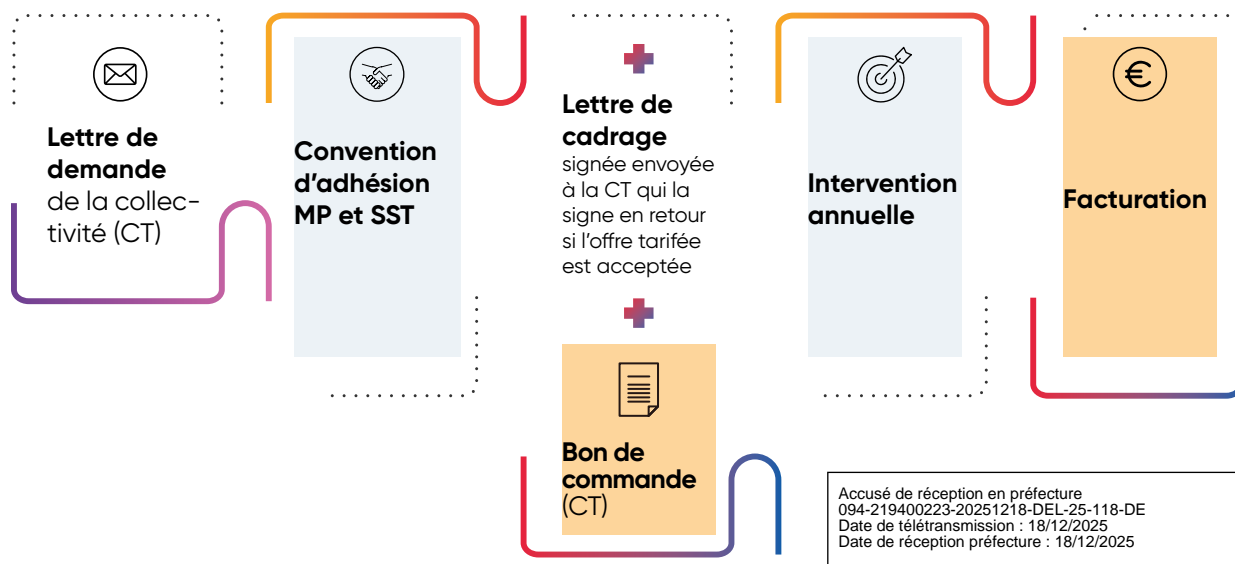 Lettre de
demande
de la collec-
tivité (CT)
Convention
d'adhésion
MP et SST
Lettre de
cadrage
signée envoyée
à la CT qui la
signe en retour
si l'offre tarifée
est acceptée
Bon de
commande
(CT)
Intervention
annuelle
€
Facturation
Accusé de réception en préfecture
094-219400223-20251218-DEL-25-118-DE
Date de télétransmission : 18/12/2025
Date de réception préfecture : 18/12/2025